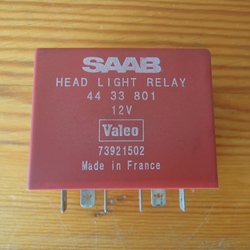 SAAB
HEAD LIGHT RELAY
44 33 801
12V
Valeo
73921502
Made in France